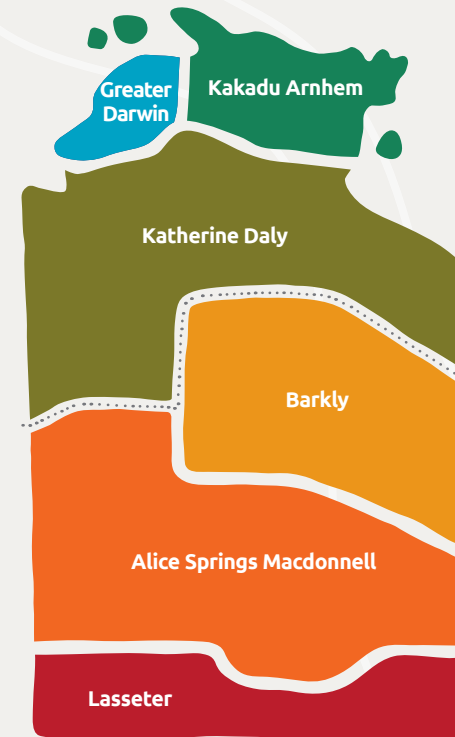 Greater
Darwin
Kakadu Arnhem
Katherine Daly
Barkly
Alice Springs Macdonnell
Lasseter